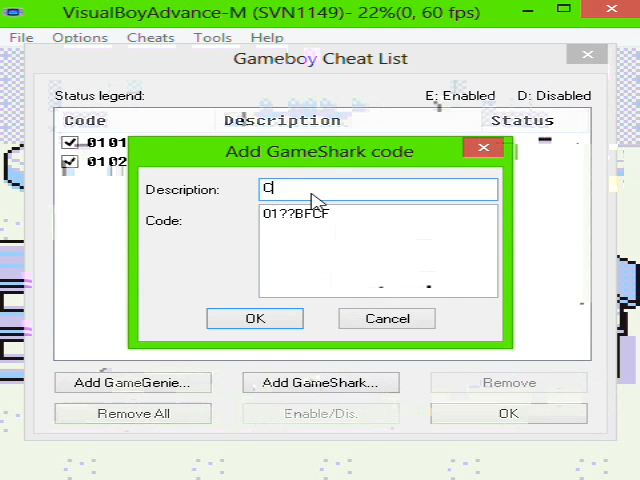 VisualBoyAdvance-M (SVN1149)- 22%(0, 60 fps)
File Options Cheats Tools Help
Gameboy Cheat List
Status legend: E: Enabled D: Disabled
Code Description Status
0101
0102
Add GameShark code
Description: C
Code: 01??BFCF
OK Cancel
Add GameGenie... Add GameShark... Remove
Remove All Enable/Dis. OK